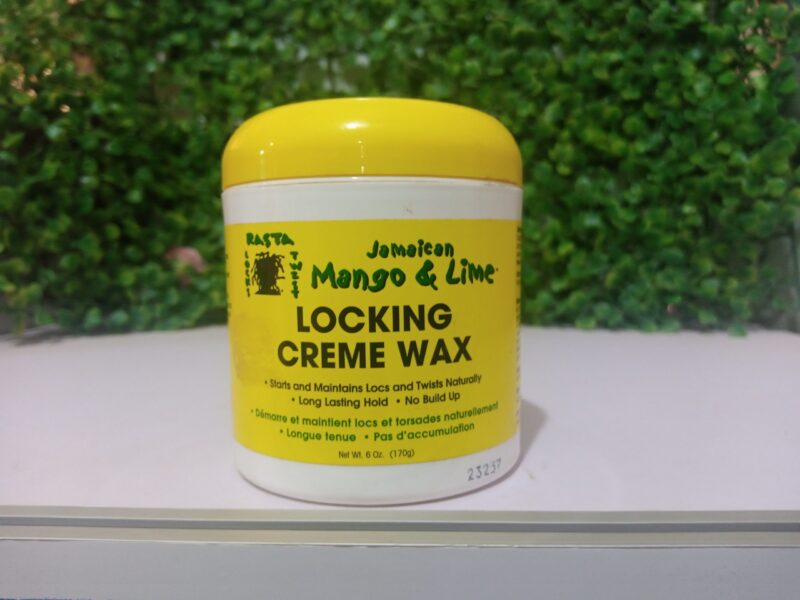 RASTA
LOCKS
TWIST
Jamaican
Mango & Lime
LOCKING
CREME WAX
• Starts and Maintains Locs and Twists Naturally
• Long Lasting Hold • No Build Up
• Démarre et maintient locs et torsades naturellement
• Longue tenue • Pas d'accumulation
Net Wt. 6 Oz. (170g)
23237